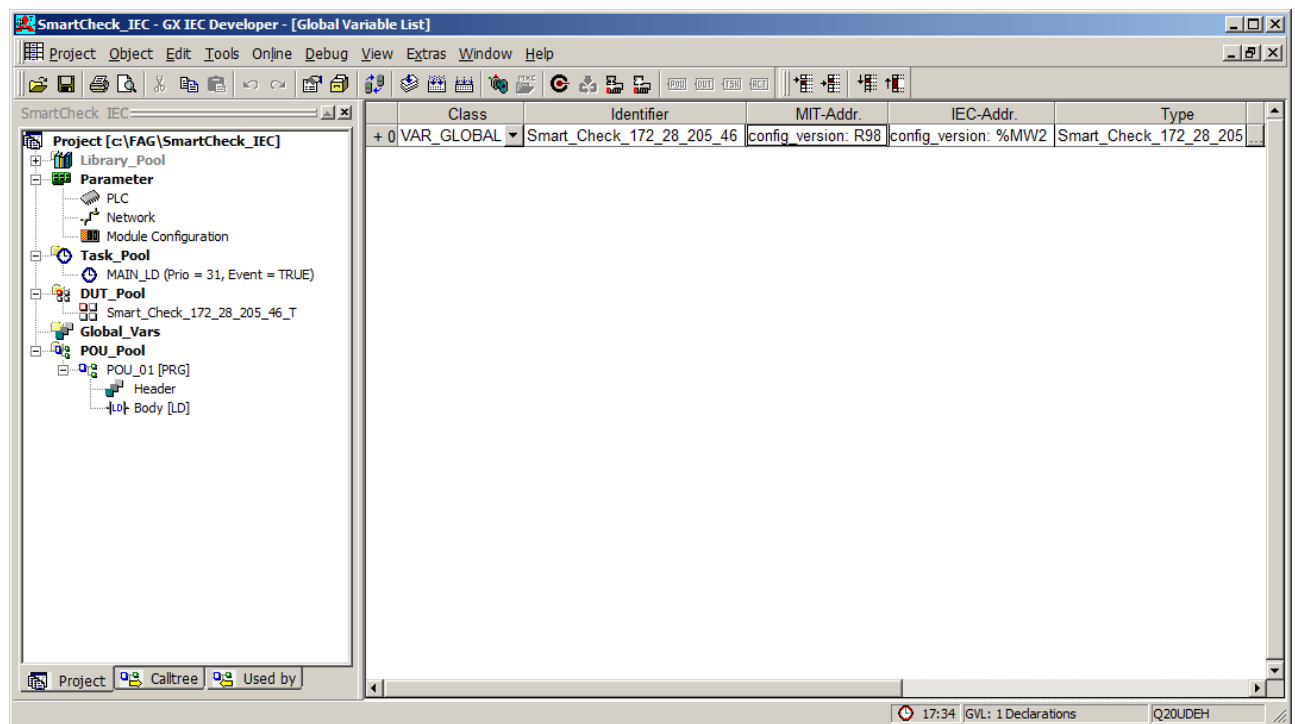 SmartCheck_IEC - GX IEC Developer - [Global Variable List]
Project Object Edit Tools Online Debug View Extras Window Help
SmartCheck IEC
Project [c:\FAG\SmartCheck_IEC]
Library_Pool
Parameter
PLC
Network
Module Configuration
Task_Pool
MAIN_LD (Prio = 31, Event = TRUE)
DUT_Pool
Smart_Check_172_28_205_46_T
Global_Vars
POU_Pool
POU_01 [PRG]
Header
LD Body [LD]
Project Calltree Used by
Class Identifier MIT-Addr. IEC-Addr. Type
+ 0 VAR_GLOBAL Smart_Check_172_28_205_46 config_version: R98 config_version: %MW2 Smart_Check_172_28_205 ...
17:34 GVL: 1 Declarations Q20UDEH